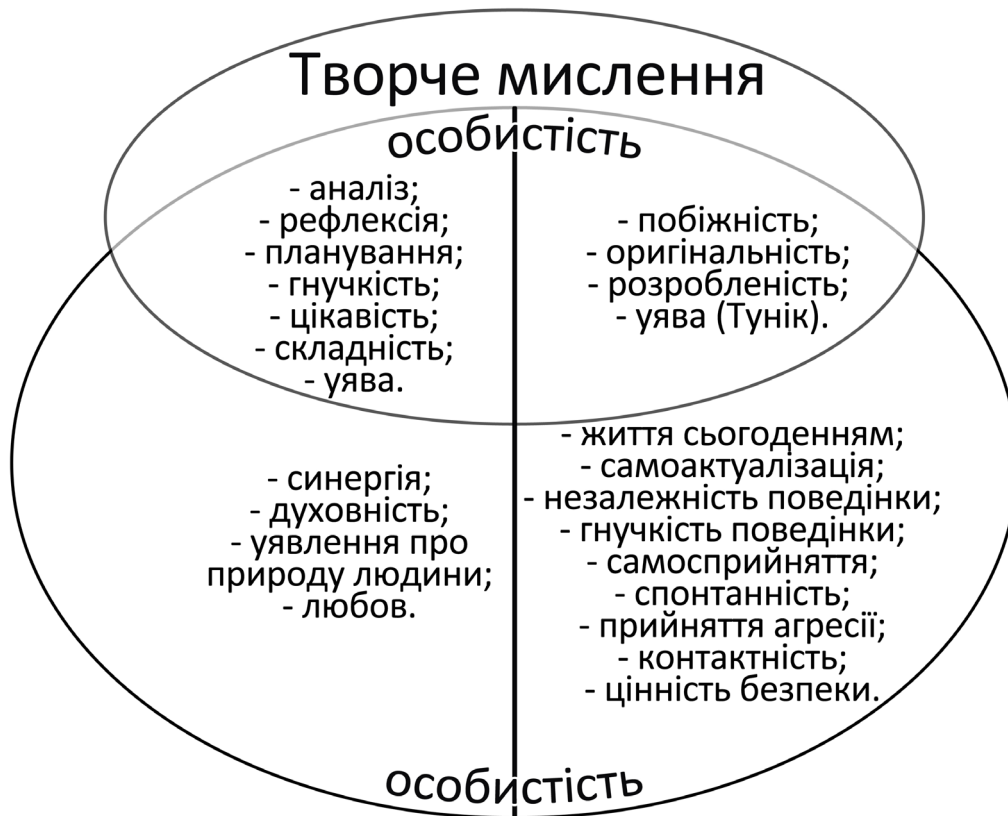 Творче мислення
особистість
- аналіз;
- рефлексія;
- планування;
- гнучкість;
- цікавість;
- складність;
- уява.
- побіжність;
- оригінальність;
- розробленість;
- уява (Тунік).
- синергія;
- духовність;
- уявлення про
природу людини;
- любов.
- життя сьогоденням;
- самоактуалізація;
- незалежність поведінки;
- гнучкість поведінки;
- самосприйняття;
- спонтанність;
- прийняття агресії;
- контактність;
- цінність безпеки.
особистість